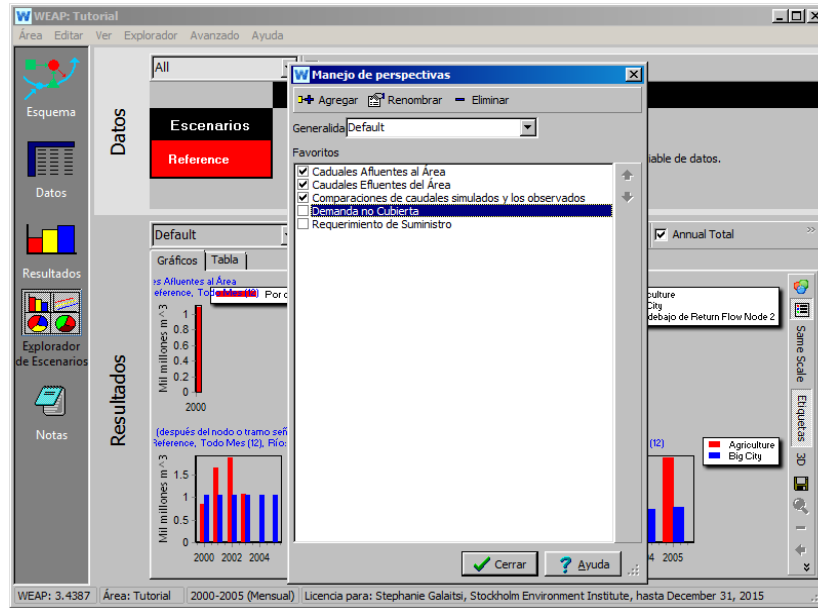 WEAP: Tutorial
Área Editar Ver Explorador Avanzado Ayuda
Esquema
Datos
Resultados
Explorador
de Escenarios
Notas
Datos
All
Escenarios
Reference
iable de datos.
Manejo de perspectivas
Agregar Renombrar Eliminar
Generalida Default
Favoritos
Caduales Afluentes al Área
Caudales Efluentes del Área
Comparaciones de caudales simulados y los observados
Demanda no Cubierta
Requerimiento de Suministro
Cerrar
Ayuda
Resultados
Default
Annual Total
Gráficos Tabla
es Afluentes al Área
eference, Todo Mes (12)
Por c
Mil millones m^3
1
0.8
0.6
0.4
0.2
0
2000
culture
City
debajo de Return Flow Node 2
(después del nodo o tramo señ
Reference, Todo Mes (12), Río:
Mil millones m^3
1.5
1
0.5
0
2000 2002 2004
(12)
Agriculture
Big City
4 2005
Same Scale
Etiquetas
3D
WEAP: 3.4387 Área: Tutorial 2000-2005 (Mensual) Licencia para: Stephanie Galaitsi, Stockholm Environment Institute, hasta December 31, 2015